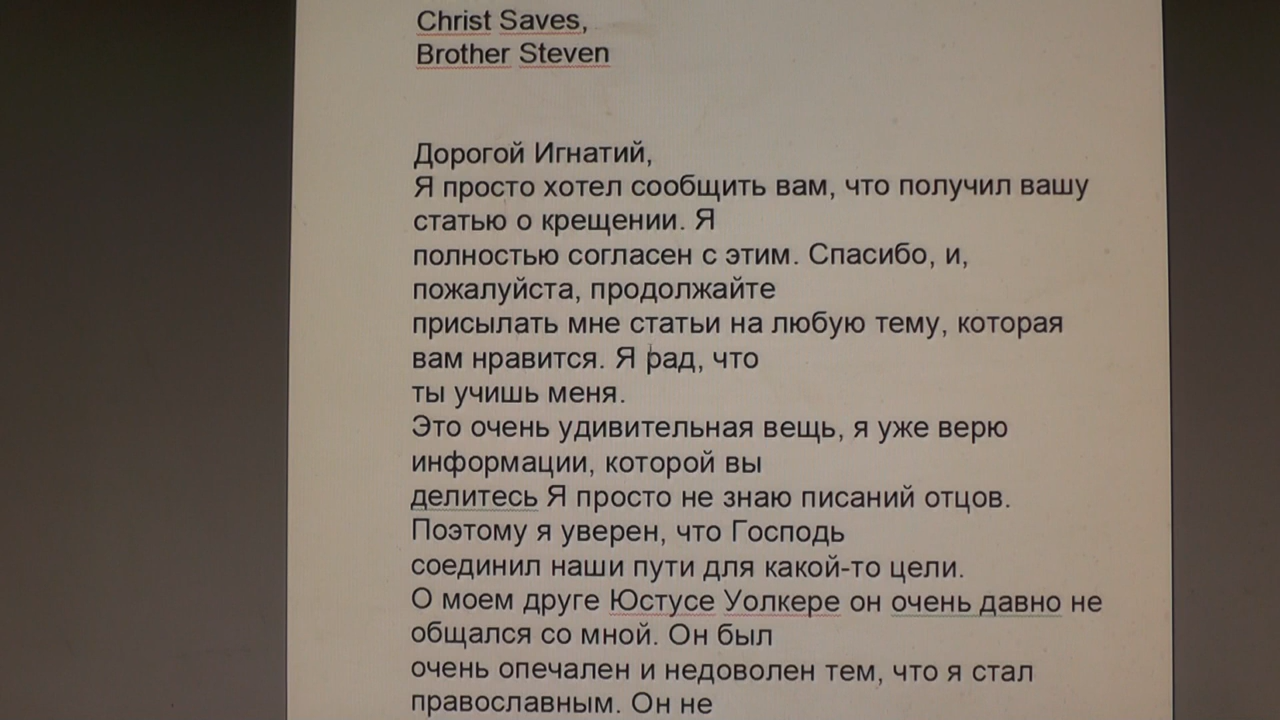 Christ Saves,
Brother Steven
Дорогой Игнатий,
Я просто хотел сообщить вам, что получил вашу
статью о крещении. Я
полностью согласен с этим. Спасибо, и,
пожалуйста, продолжайте
присылать мне статьи на любую тему, которая
вам нравится. Я рад, что
ты учишь меня.
Это очень удивительная вещь, я уже верю
информации, которой вы
делитесь Я просто не знаю писаний отцов.
Поэтому я уверен, что Господь
соединил наши пути для какой-то цели.
О моем друге Юстусе Уолкере он очень давно не
общался со мной. Он был
очень опечален и недоволен тем, что я стал
православным. Он не